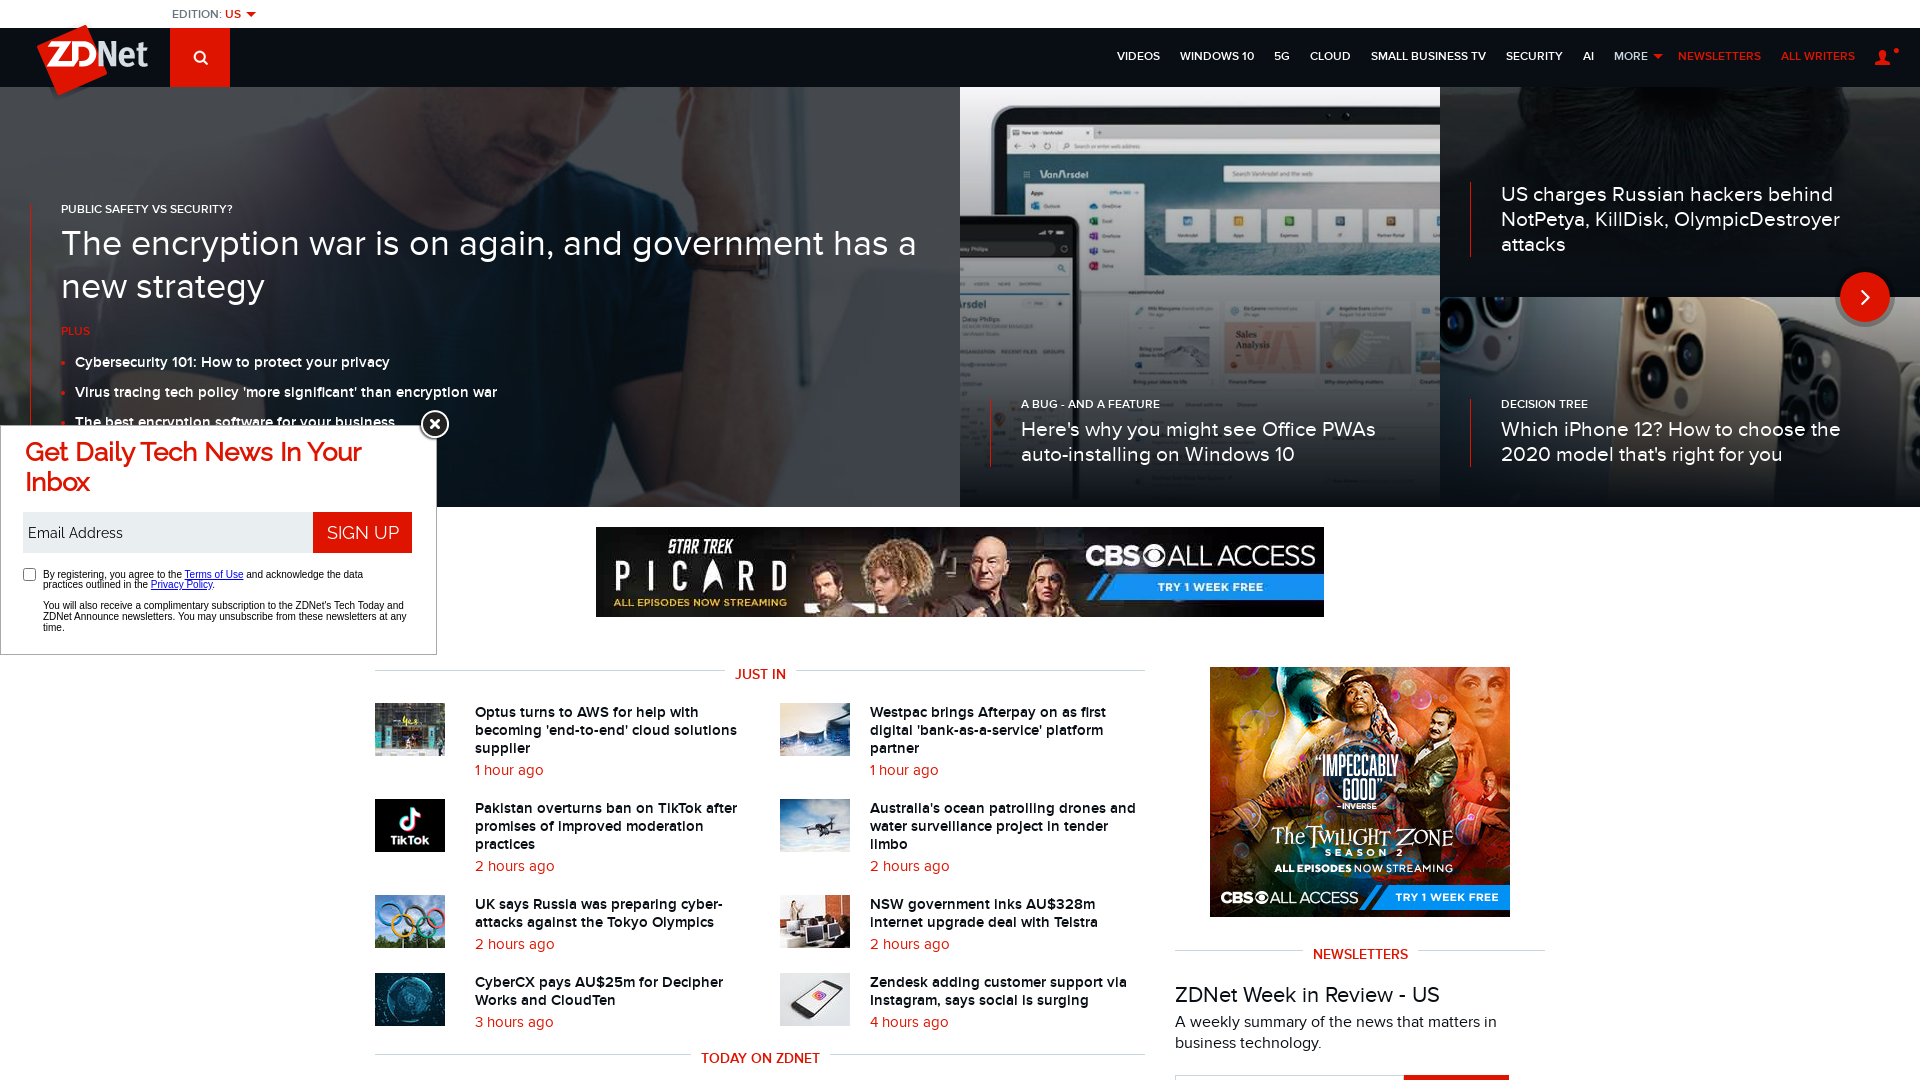 EDITION: US
ZDNet
VIDEOS
WINDOWS 10
5G
CLOUD
SMALL BUSINESS TV
SECURITY
AI
MORE
NEWSLETTERS
ALL WRITERS
PUBLIC SAFETY VS SECURITY?
The encryption war is on again, and government has a
new strategy
PLUS
Cybersecurity 101: How to protect your privacy
Virus tracing tech policy 'more significant' than encryption war
The best encryption software for your business
A BUG - AND A FEATURE
Here's why you might see Office PWAs
auto-installing on Windows 10
US charges Russian hackers behind
NotPetya, KillDisk, OlympicDestroyer
attacks
DECISION TREE
Which iPhone 12? How to choose the
2020 model that's right for you
Get Daily Tech News In Your
Inbox
Email Address
SIGN UP
By registering, you agree to the Terms of Use and acknowledge the data
practices outlined in the Privacy Policy.
You will also receive a complimentary subscription to the ZDNet's Tech Today and
ZDNet Announce newsletters. You may unsubscribe from these newsletters at any
time.
STAR TREK
PICARD
ALL EPISODES NOW STREAMING
CBS ALL ACCESS
TRY 1 WEEK FREE
JUST IN
Optus turns to AWS for help with
becoming 'end-to-end' cloud solutions
supplier
1 hour ago
Westpac brings Afterpay on as first
digital 'bank-as-a-service' platform
partner
1 hour ago
TikTok
Pakistan overturns ban on TikTok after
promises of improved moderation
practices
2 hours ago
Australia's ocean patrolling drones and
water surveillance project in tender
limbo
2 hours ago
UK says Russia was preparing cyber-
attacks against the Tokyo Olympics
2 hours ago
NSW government inks AU$328m
internet upgrade deal with Telstra
2 hours ago
CyberCX pays AU$25m for Decipher
Works and CloudTen
3 hours ago
Zendesk adding customer support via
Instagram, says social is surging
4 hours ago
TODAY ON ZDNET
"IMPECCABLY
GOOD"
–INVERSE
The TWILIGHT ZONE
SEASON 2
ALL EPISODES NOW STREAMING
CBS ALL ACCESS
TRY 1 WEEK FREE
NEWSLETTERS
ZDNet Week in Review - US
A weekly summary of the news that matters in
business technology.